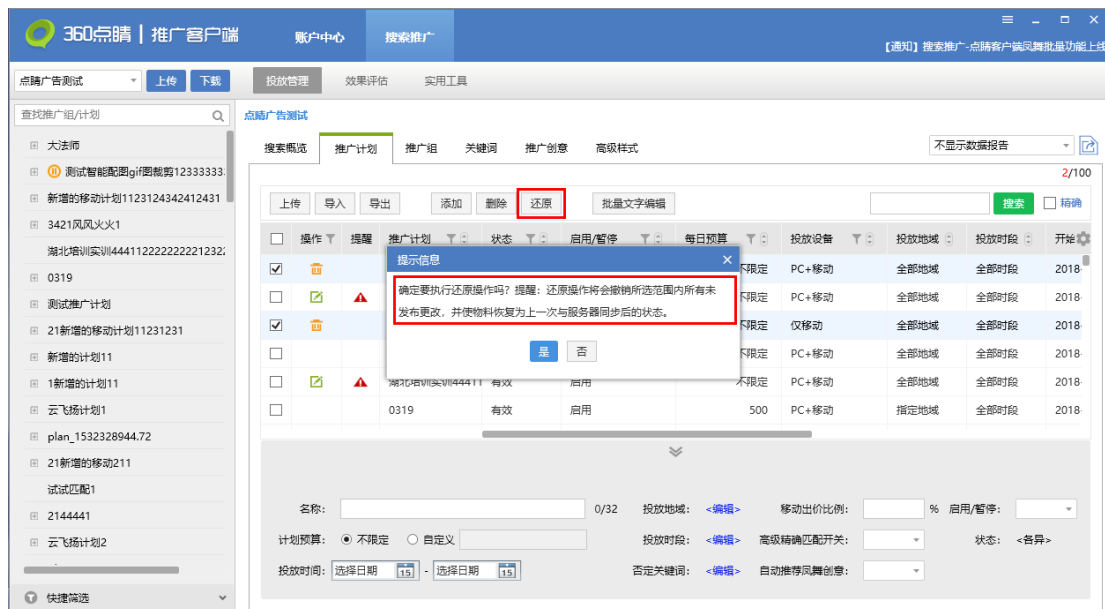 360点睛 | 推广客户端
账户中心
搜索推广
【通知】搜索推广-点睛客户端凤舞批量功能上线
点睛广告测试
上传
下载
投放管理
效果评估
实用工具
查找推广组/计划
大法师
测试智能配图gif图裁剪12333333
新增的移动计划1123124342412431
3421风风火火1
湖北培训实训444112222222221232
0319
测试推广计划
21新增的移动计划11231231
新增的计划11
1新增的计划11
云飞扬计划1
plan_1532328944.72
21新增的移动211
试试匹配1
2144441
云飞扬计划2
快捷筛选
点睛广告测试
搜索概览
推广计划
推广组
关键词
推广创意
高级样式
不显示数据报告
2/100
上传
导入
导出
添加
删除
还原
批量文字编辑
搜索
精确
操作 提醒 推广计划 状态 启用/暂停 每日预算 投放设备 投放地域 投放时段 开始
不限定 PC+移动 全部地域 全部时段 2018-
不限定 PC+移动 全部地域 全部时段 2018-
不限定 仅移动 全部地域 全部时段 2018-
不限定 PC+移动 全部地域 全部时段 2018-
湖北培训实训44411 有效 启用 不限定 PC+移动 全部地域 全部时段 2018-
0319 有效 启用 500 PC+移动 指定地域 全部时段 2018-
提示信息
确定要执行还原操作吗？提醒：还原操作将会撤销所选范围内所有未
发布更改，并使物料恢复为上一次与服务器同步后的状态。
是
否
名称： 0/32 投放地域： <编辑> 移动出价比例： % 启用/暂停：
计划预算： 不限定 自定义 投放时段： <编辑> 高级精确匹配开关： 状态： <各异>
投放时间： 选择日期 15 - 选择日期 15 否定关键词： <编辑> 自动推荐凤舞创意：